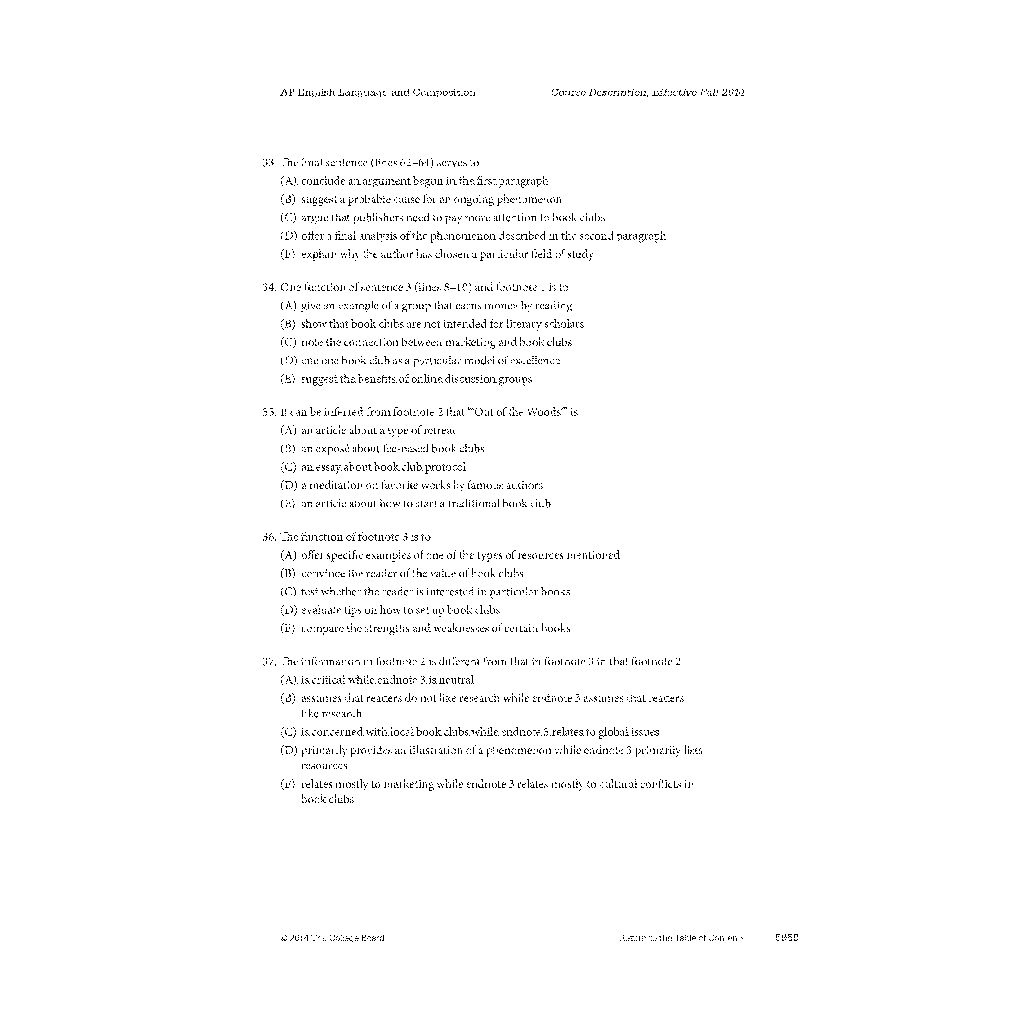 AP English Language and Composition
Course Description, Effective Fall 2014
33. The final sentence (lines 62–64) serves to
(A) conclude an argument begun in the first paragraph
(B) suggest a probable cause for an ongoing phenomenon
(C) argue that publishers need to pay more attention to book clubs
(D) offer a final analysis of the phenomenon described in the second paragraph
(E) explain why the author has chosen a particular field of study
34. One function of sentence 3 (lines 8–10) and footnote 1 is to
(A) give an example of a group that earns money by reading
(B) show that book clubs are not intended for literary scholars
(C) note the connection between marketing and book clubs
(D) cite one book club as a particular model of excellence
(E) suggest the benefits of online discussion groups
35. It can be inferred from footnote 2 that “‘Out of the Woods’” is
(A) an article about a type of retreat
(B) an exposé about fee-based book clubs
(C) an essay about book club protocol
(D) a meditation on favorite works by famous authors
(E) an article about how to start a traditional book club
36. The function of footnote 3 is to
(A) offer specific examples of one of the types of resources mentioned
(B) convince the reader of the value of book clubs
(C) test whether the reader is interested in particular books
(D) evaluate tips on how to set up book clubs
(E) compare the strengths and weaknesses of certain books
37. The information in footnote 2 is different from that in footnote 3 in that footnote 2
(A) is critical while endnote 3 is neutral
(B) assumes that readers do not like research while endnote 3 assumes that readers
like research
(C) is concerned with local book clubs while endnote 3 relates to global issues
(D) primarily provides an illustration of a phenomenon while endnote 3 primarily lists
resources
(E) relates mostly to marketing while endnote 3 relates mostly to cultural conflicts in
book clubs
© 2014 The College Board
Return to the Table of Contents